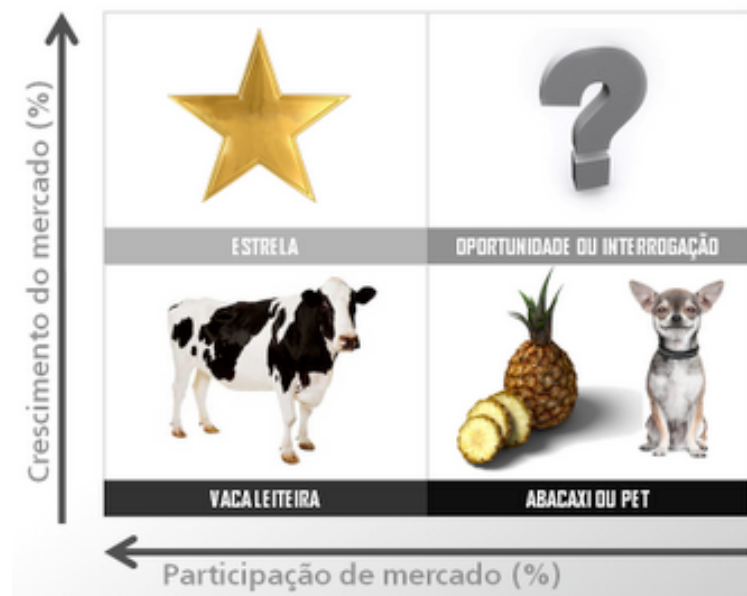 Crescimento do mercado (%)
ESTRELA
OPORTUNIDADE OU INTERROGAÇÃO
VACA LEITEIRA
ABACAXI OU PET
Participação de mercado (%)